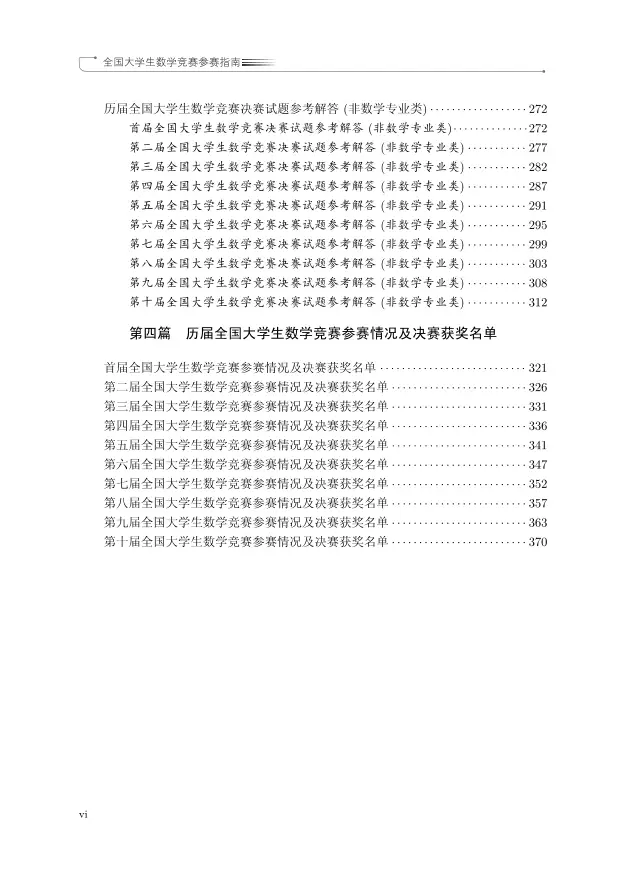 全国大学生数学竞赛参赛指南
历届全国大学生数学竞赛决赛试题参考解答 (非数学专业类)··················272
首届全国大学生数学竞赛决赛试题参考解答 (非数学专业类)··············272
第二届全国大学生数学竞赛决赛试题参考解答 (非数学专业类)···········277
第三届全国大学生数学竞赛决赛试题参考解答 (非数学专业类)···········282
第四届全国大学生数学竞赛决赛试题参考解答 (非数学专业类)···········287
第五届全国大学生数学竞赛决赛试题参考解答 (非数学专业类)···········291
第六届全国大学生数学竞赛决赛试题参考解答 (非数学专业类)···········295
第七届全国大学生数学竞赛决赛试题参考解答 (非数学专业类)···········299
第八届全国大学生数学竞赛决赛试题参考解答 (非数学专业类)···········303
第九届全国大学生数学竞赛决赛试题参考解答 (非数学专业类)···········308
第十届全国大学生数学竞赛决赛试题参考解答 (非数学专业类)···········312
第四篇 历届全国大学生数学竞赛参赛情况及决赛获奖名单
首届全国大学生数学竞赛参赛情况及决赛获奖名单···························321
第二届全国大学生数学竞赛参赛情况及决赛获奖名单·························326
第三届全国大学生数学竞赛参赛情况及决赛获奖名单·························331
第四届全国大学生数学竞赛参赛情况及决赛获奖名单·························336
第五届全国大学生数学竞赛参赛情况及决赛获奖名单·························341
第六届全国大学生数学竞赛参赛情况及决赛获奖名单·························347
第七届全国大学生数学竞赛参赛情况及决赛获奖名单·························352
第八届全国大学生数学竞赛参赛情况及决赛获奖名单·························357
第九届全国大学生数学竞赛参赛情况及决赛获奖名单·························363
第十届全国大学生数学竞赛参赛情况及决赛获奖名单·························370
vi